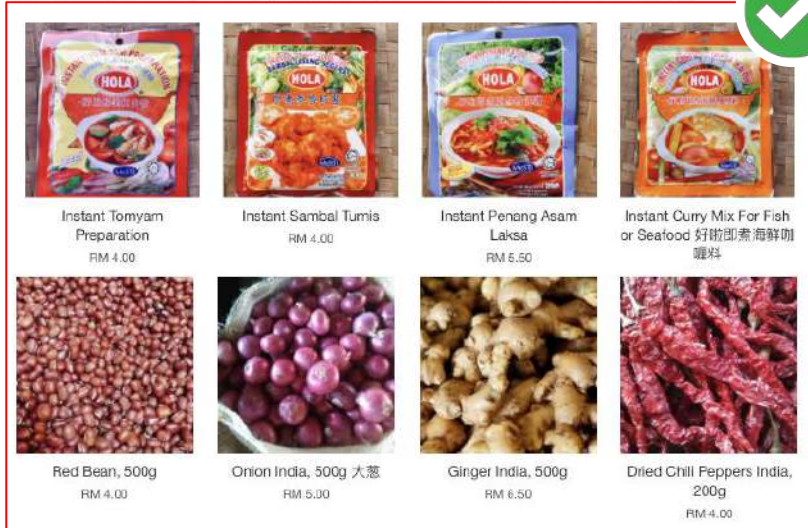 HOLA
HOLA
HOLA
HOLA
Instant Tomyam
Preparation
RM 4.00
Instant Sambal Tumis
RM 4.00
Instant Penang Asam
Laksa
RM 5.50
Instant Curry Mix For Fish
or Seafood 好啦即煮海鲜咖
喱料
Red Bean, 500g
RM 4.00
Onion India, 500g 大葱
RM 5.00
Ginger India, 500g
RM 6.50
Dried Chili Peppers India,
200g
RM 4.00